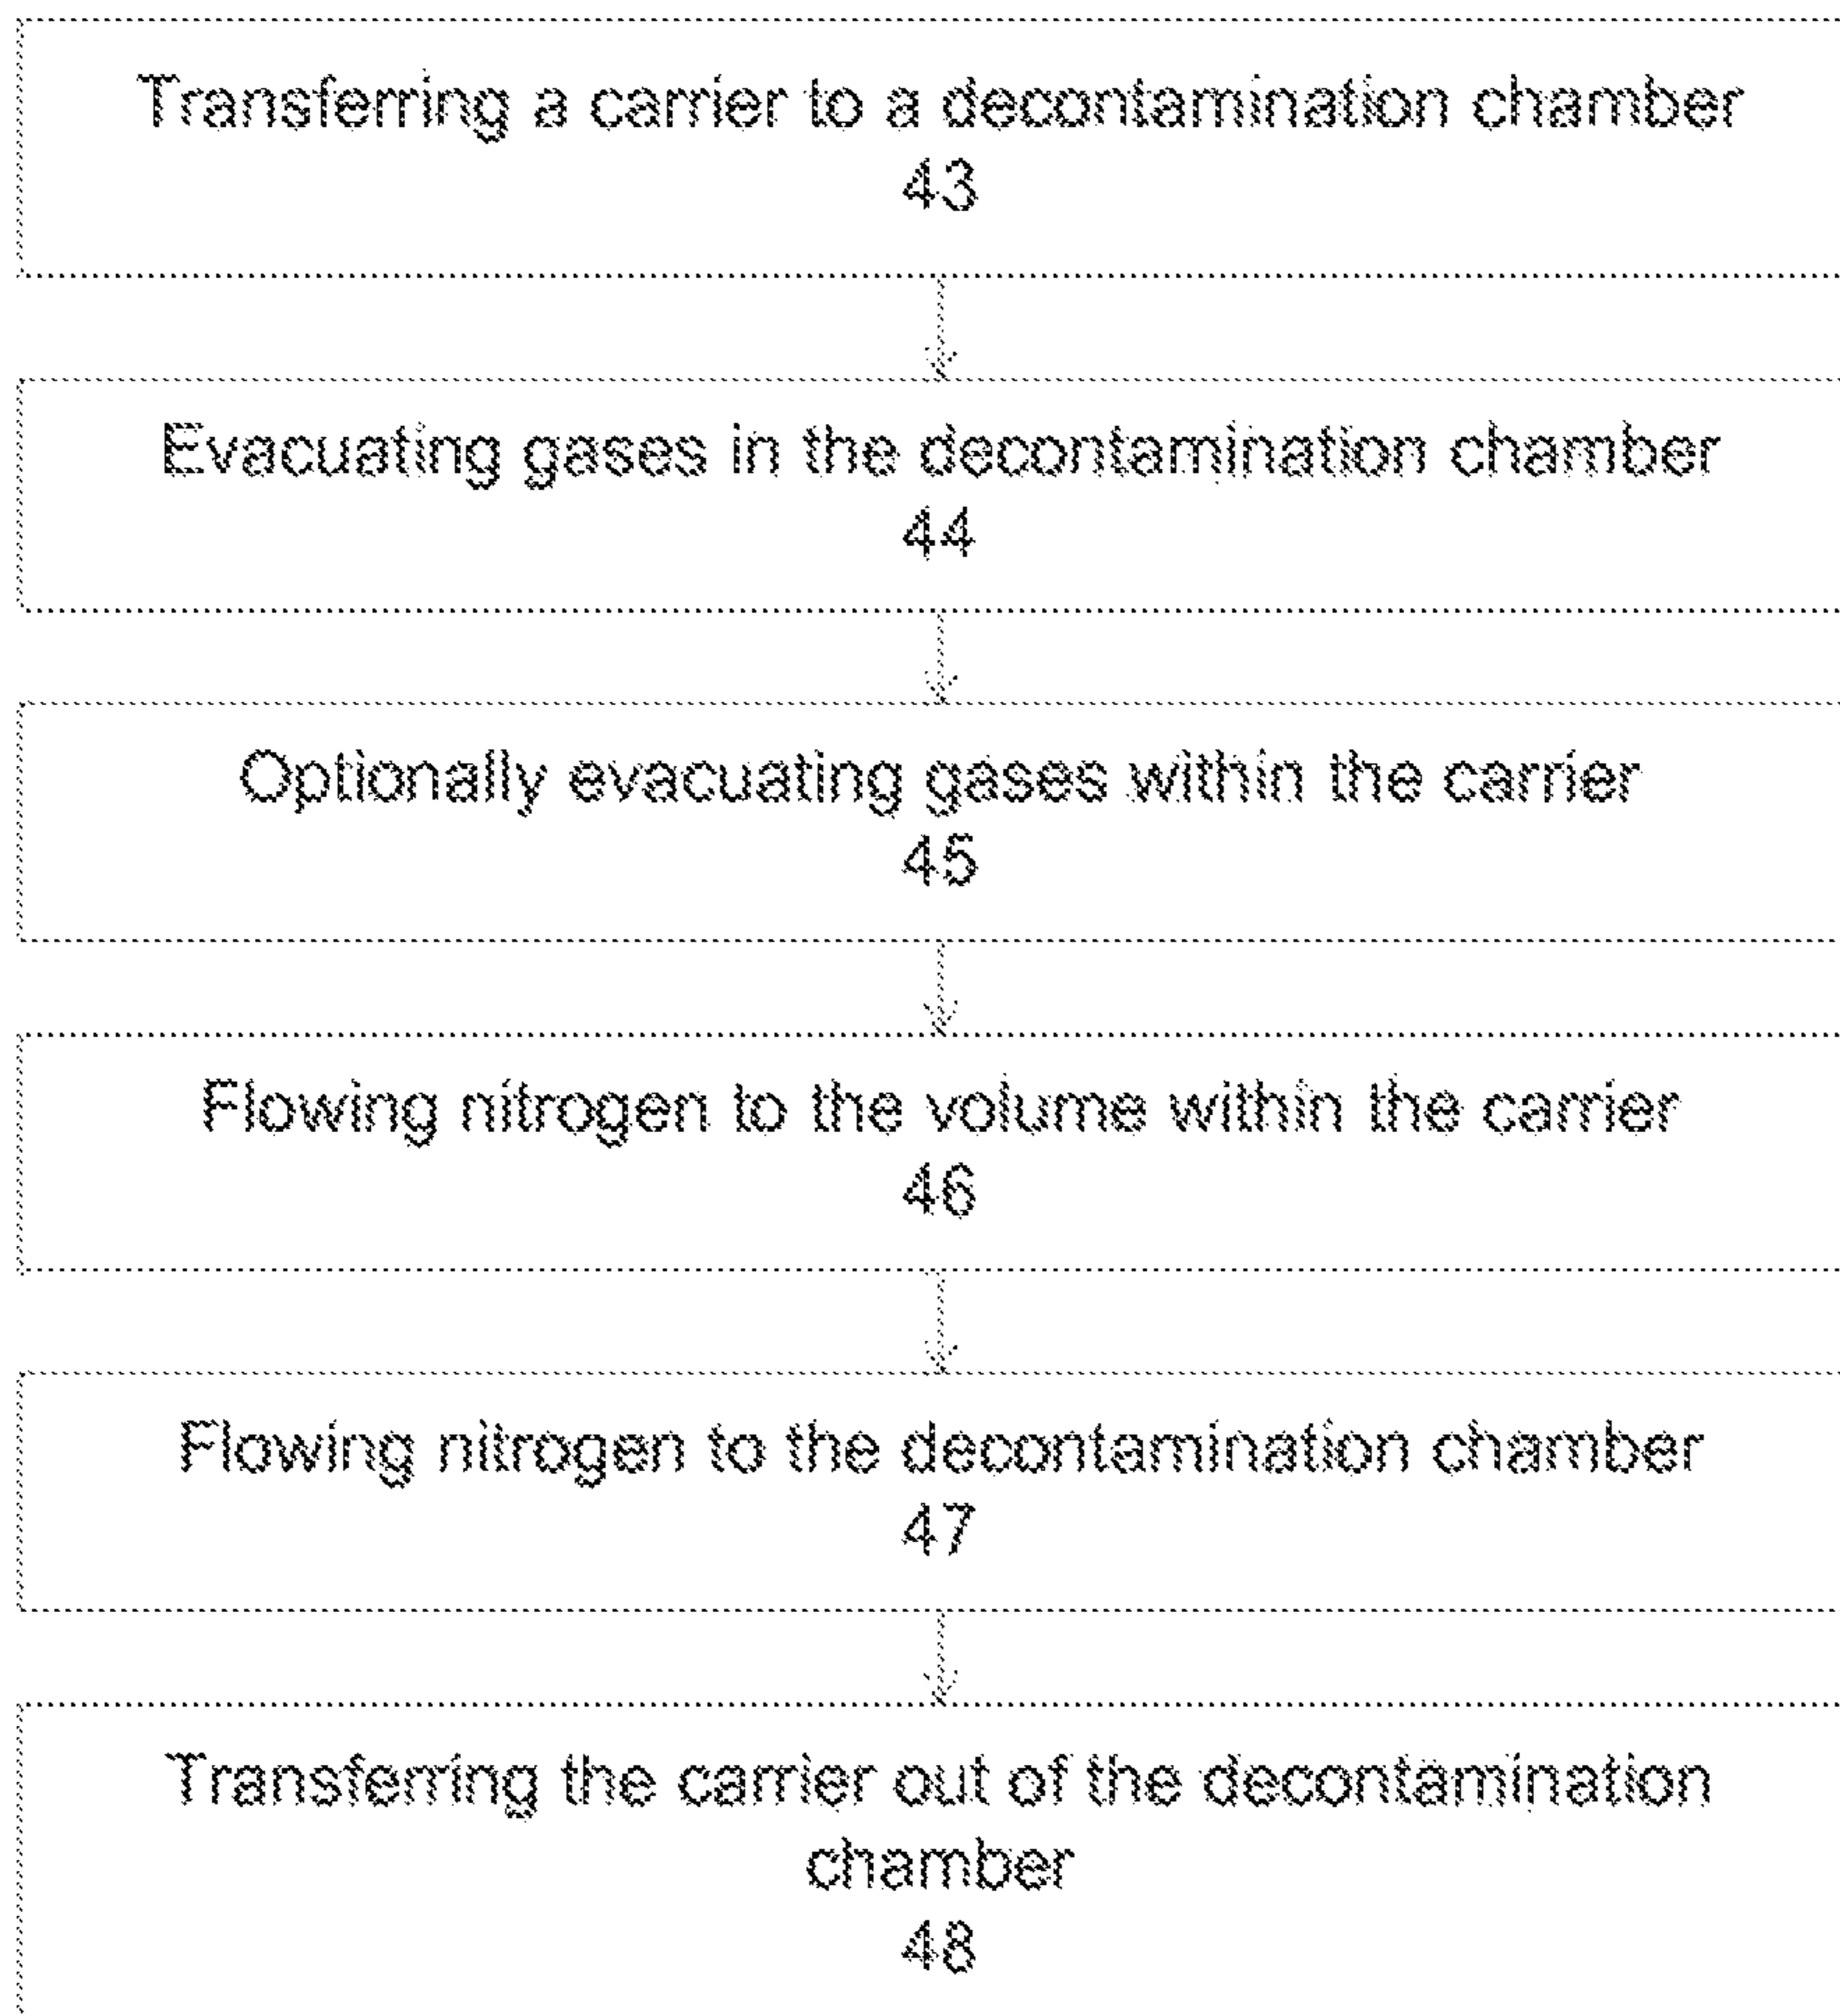 Transferring a carrier to a decontamination chamber
43
Evacuating gases in the decontamination chamber
44
Optionally evacuating gases within the carrier
45
Flowing nitrogen to the volume within the carrier
46
Flowing nitrogen to the decontamination chamber
47
Transferring the carrier out of the decontamination
chamber
48